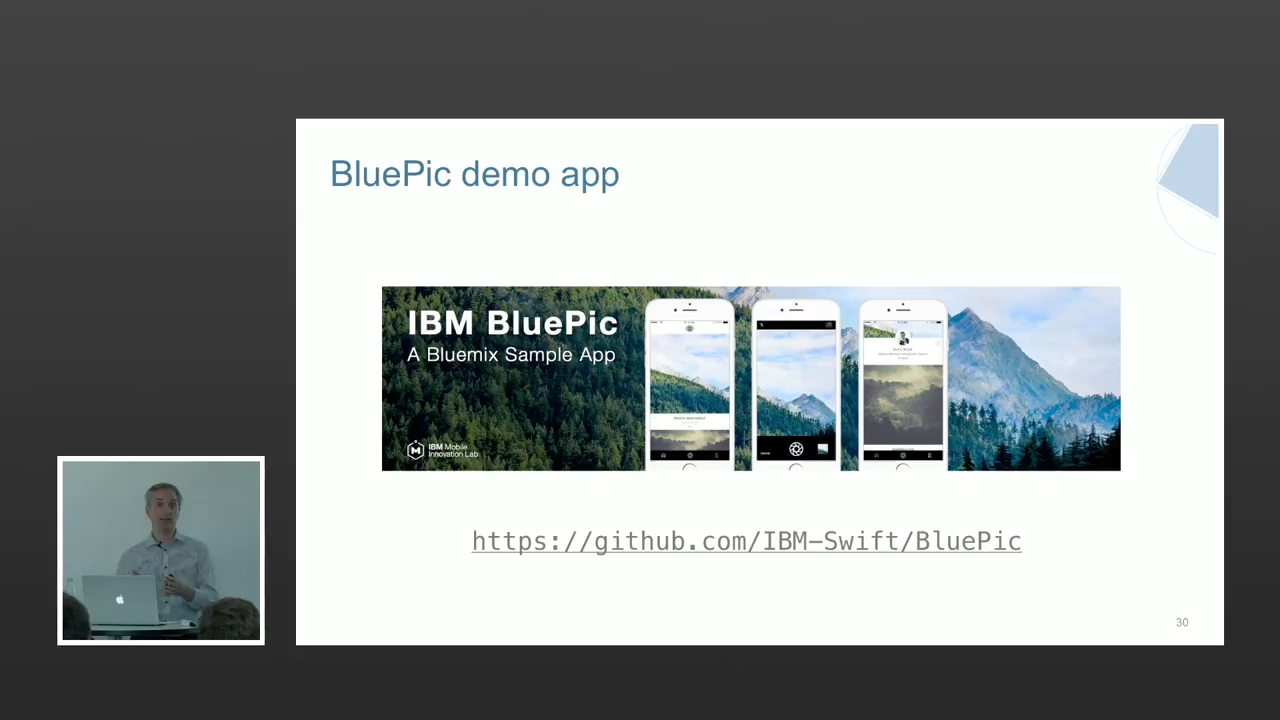 BluePic demo app
IBM BluePic
A Bluemix Sample App
IBM Mobile
Innovation Lab
https://github.com/IBM-Swift/BluePic
30